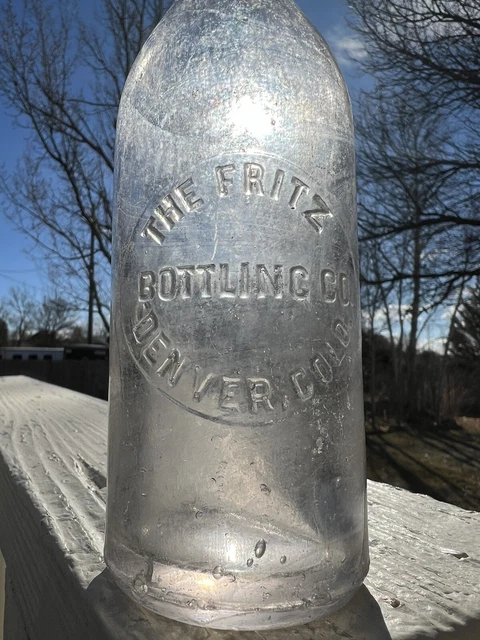 THE FRITZ
BOTTLING CO.
DENVER, COLO.